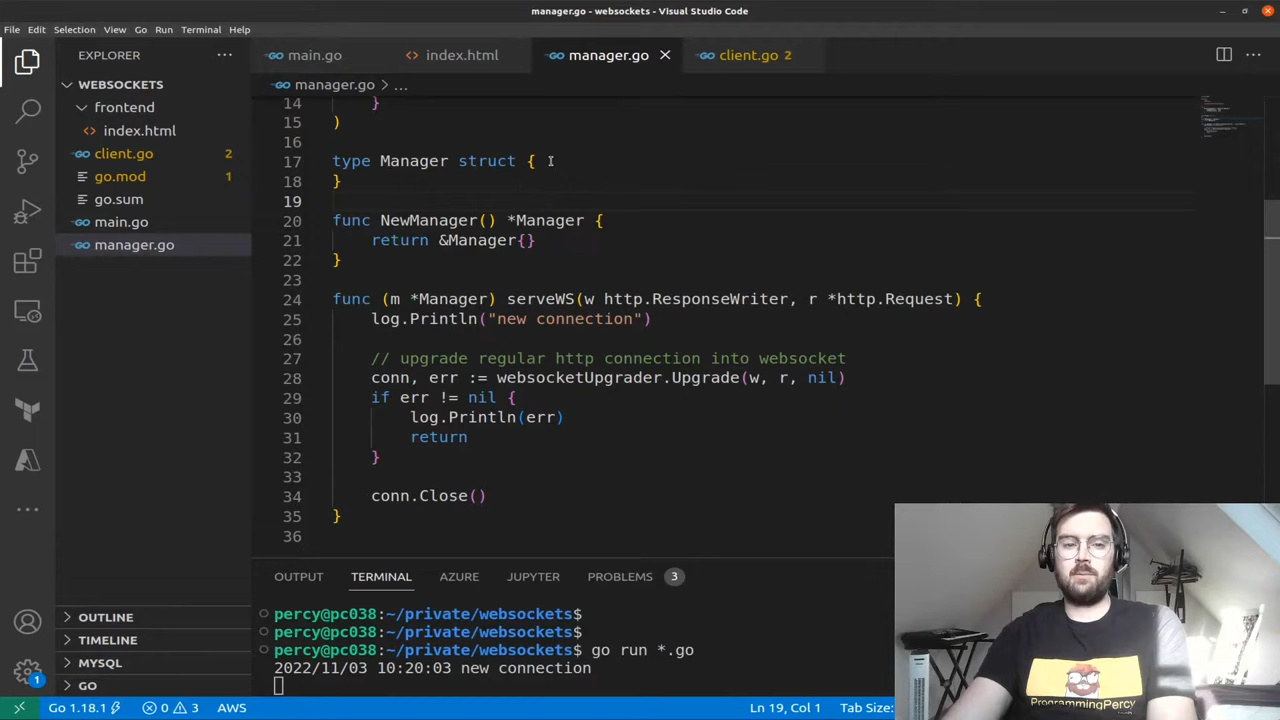 manager.go - websockets - Visual Studio Code
File Edit Selection View Go Run Terminal Help
EXPLORER
main.go
index.html
manager.go
client.go 2
WEBSOCKETS
frontend
index.html
client.go 2
go.mod 1
go.sum
main.go
manager.go
OUTLINE
TIMELINE
MYSQL
GO
1
manager.go > ...
14 }
15 )
16
17 type Manager struct {
18 }
19
20 func NewManager() *Manager {
21 return &Manager{}
22 }
23
24 func (m *Manager) serveWS(w http.ResponseWriter, r *http.Request) {
25 log.Println("new connection")
26
27 // upgrade regular http connection into websocket
28 conn, err := websocketUpgrader.Upgrade(w, r, nil)
29 if err != nil {
30 log.Println(err)
31 return
32 }
33
34 conn.Close()
35 }
36
OUTPUT TERMINAL AZURE JUPYTER PROBLEMS 3
percy@pc038:~/private/websockets$
percy@pc038:~/private/websockets$
percy@pc038:~/private/websockets$ go run *.go
2022/11/03 10:20:03 new connection
ProgrammingPercy
Go 1.18.1 0 3 AWS
Ln 19, Col 1 Tab Size: